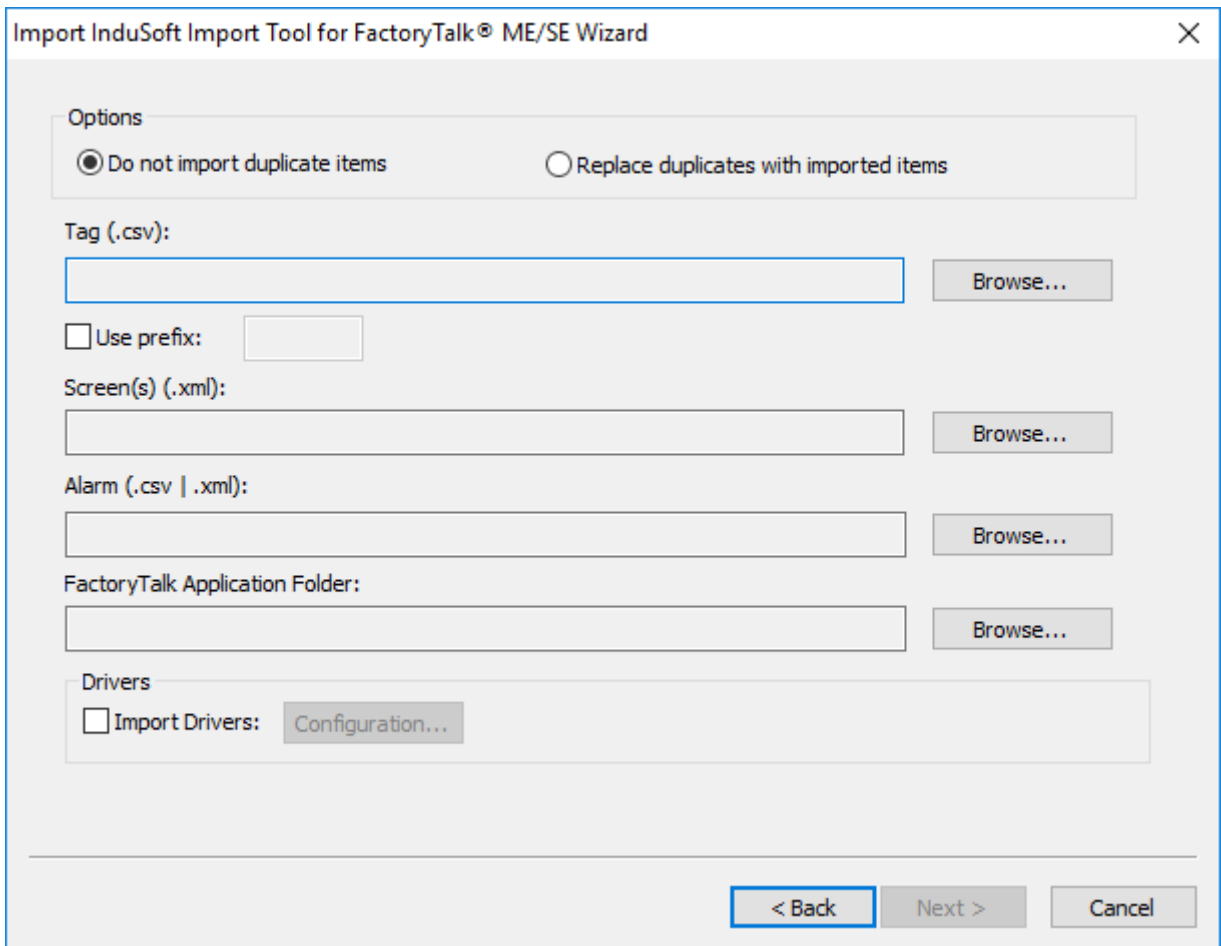 Import InduSoft Import Tool for FactoryTalk® ME/SE Wizard
Options
Do not import duplicate items
Replace duplicates with imported items
Tag (.csv):
Browse...
Use prefix:
Screen(s) (.xml):
Browse...
Alarm (.csv | .xml):
Browse...
FactoryTalk Application Folder:
Browse...
Drivers
Import Drivers:
Configuration...
< Back
Next >
Cancel